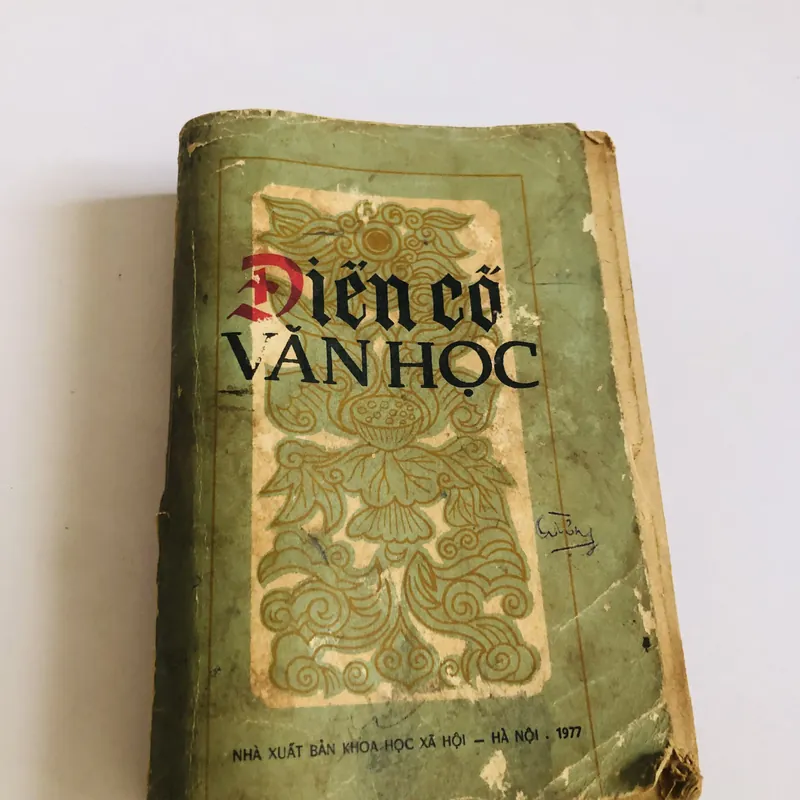 Điển cố
VĂN HỌC
NHÀ XUẤT BẢN KHOA HỌC XÃ HỘI – HÀ NỘI . 1977